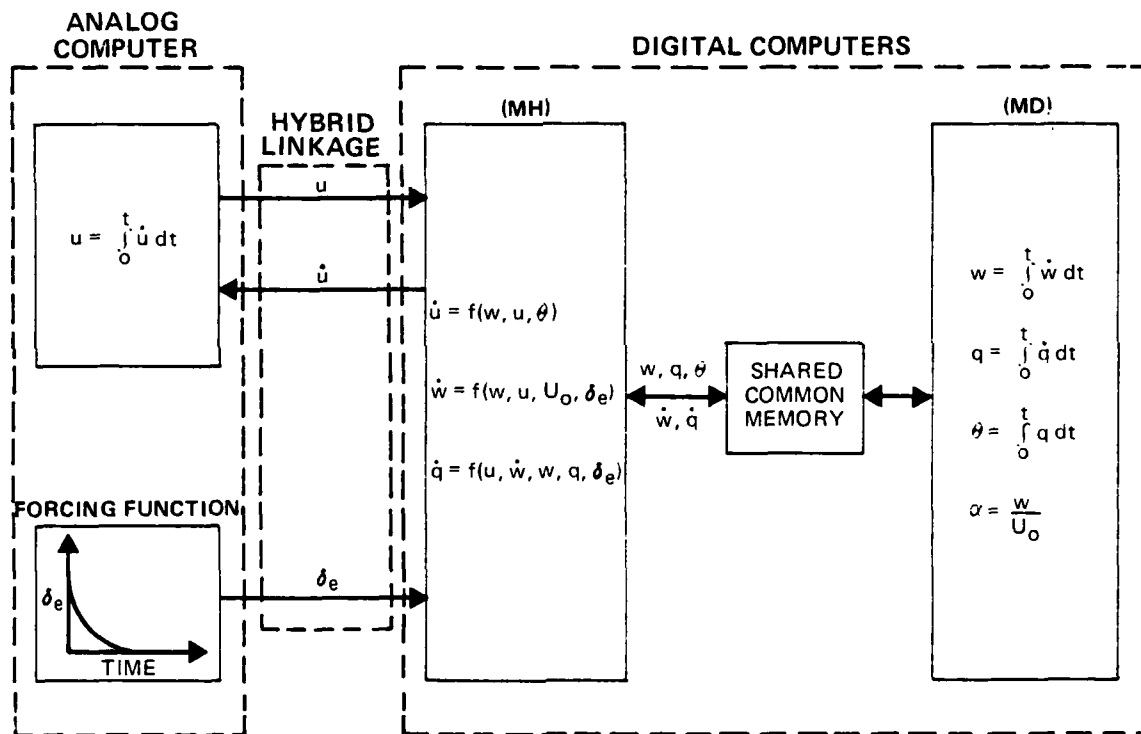 ANALOG
COMPUTER
DIGITAL COMPUTERS
HYBRID
LINKAGE
(MH)
(MD)
u
u = ∫₀ᵗ u̇ dt
u̇
u̇ = f(w, u, θ)
ẇ = f(w, u, U₀, δe)
q̇ = f(u, ẇ, w, q, δe)
w, q, θ
ẇ, q̇
SHARED
COMMON
MEMORY
w = ∫₀ᵗ ẇ dt
q = ∫₀ᵗ q̇ dt
θ = ∫₀ᵗ q dt
α = w/U₀
FORCING FUNCTION
δe
TIME
δe